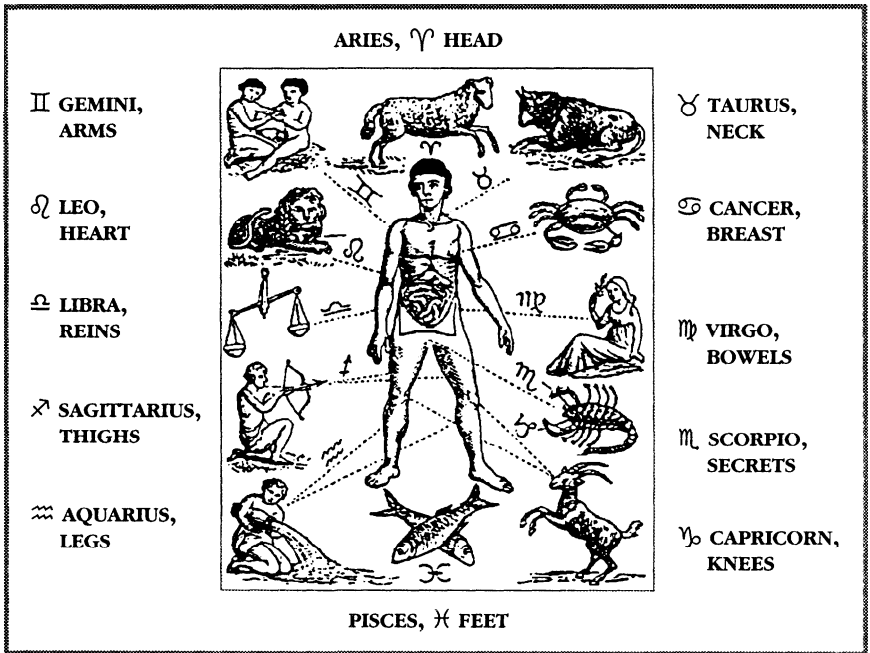 ARIES, ♈ HEAD
♊ GEMINI,
ARMS
♌ LEO,
HEART
♎ LIBRA,
REINS
♐ SAGITTARIUS,
THIGHS
♒ AQUARIUS,
LEGS
♈
♊
♉
♌
♋
♎
♍
♐
♏
♒
♑
♓
♉ TAURUS,
NECK
♋ CANCER,
BREAST
♍ VIRGO,
BOWELS
♏ SCORPIO,
SECRETS
♑ CAPRICORN,
KNEES
PISCES, ♓ FEET